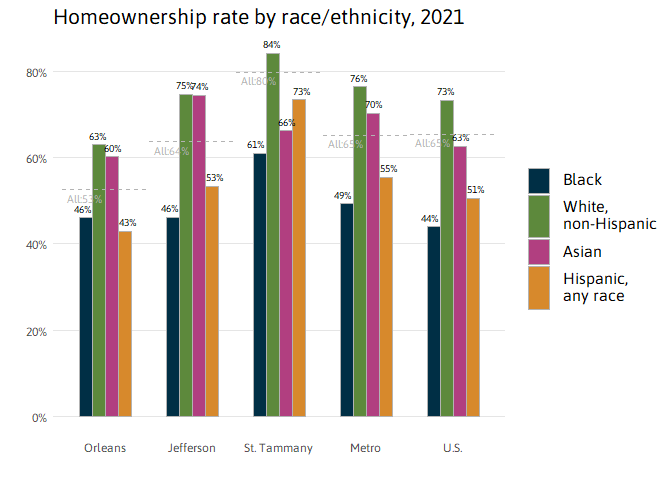 Homeownership rate by race/ethnicity, 2021
84%
80%
All:80%
75%
74%
76%
73%
73%
70%
66%
63%
60%
All:64%
All:65%
All:65%
63%
61%
60%
All:53%
53%
55%
51%
49%
46%
46%
44%
43%
40%
20%
0%
Orleans
Jefferson
St. Tammany
Metro
U.S.
Black
White,
non-Hispanic
Asian
Hispanic,
any race